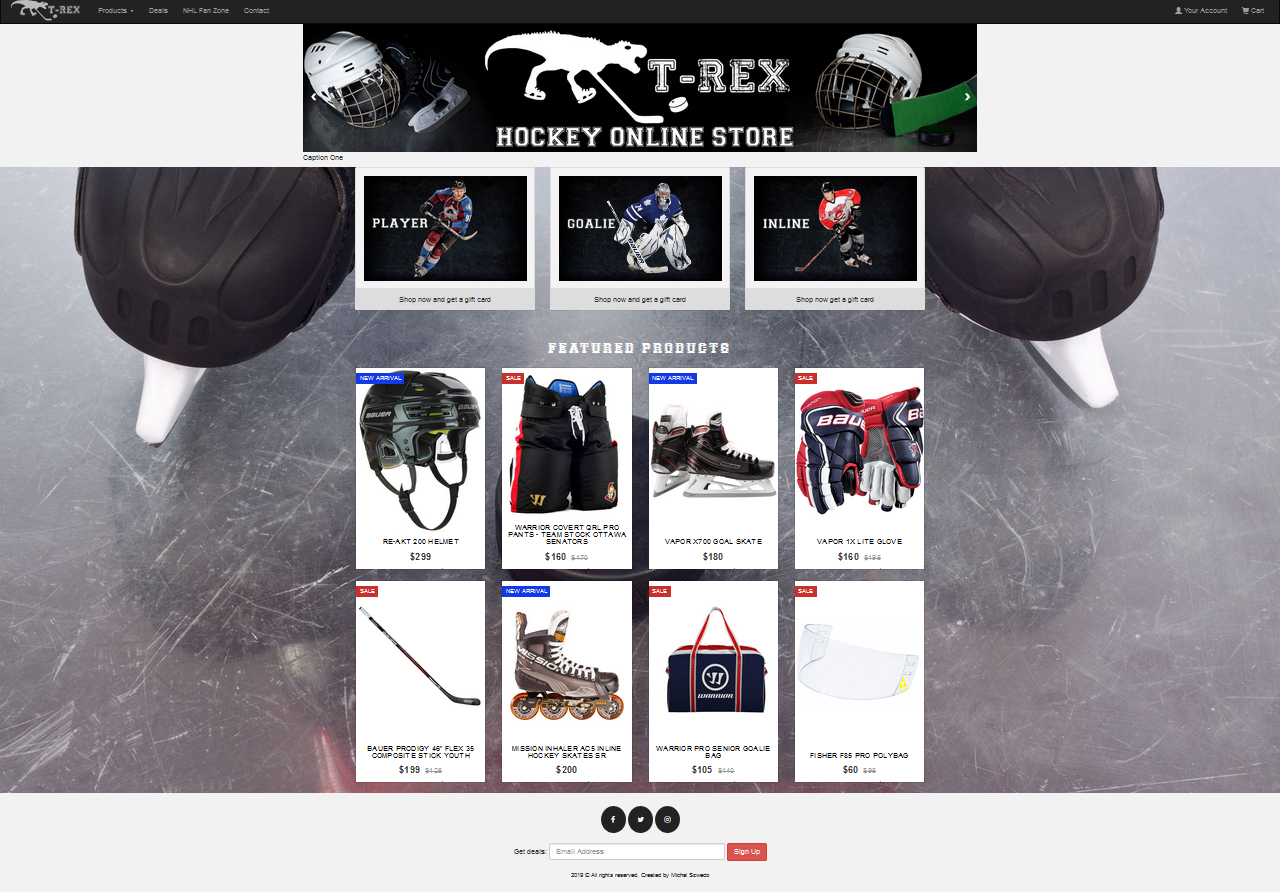 T-REX Products Deals NHL Fan Zone Contact Your Account Cart
T-REX
HOCKEY ONLINE STORE
Caption One
PLAYER
GOALIE
INLINE
Shop now and get a gift card
Shop now and get a gift card
Shop now get a gift card
FEATURED PRODUCTS
NEW ARRIVAL
BAUER
RE-AKT 200 HELMET
$299
SALE
WARRIOR COVERT QRL PRO
PANTS - TEAM STOCK OTTAWA
SENATORS
$160 $170
NEW ARRIVAL
VAPOR X700 GOAL SKATE
$180
SALE
BAUE
VAPOR 1X LITE GLOVE
$160 $195
SALE
BAUER PRODIGY 46" FLEX 35
COMPOSITE STICK YOUTH
$199 $125
NEW ARRIVAL
MISSION
MISSION INHALER AC5 INLINE
HOCKEY SKATES SR
$200
SALE
WARRIOR
WARRIOR PRO SENIOR GOALIE
BAG
$105 $140
SALE
FISHER F85 PRO POLYBAG
$60 $95
Get deals: Email Address Sign Up
2019 © All rights reserved. Created by Michal Szwedo